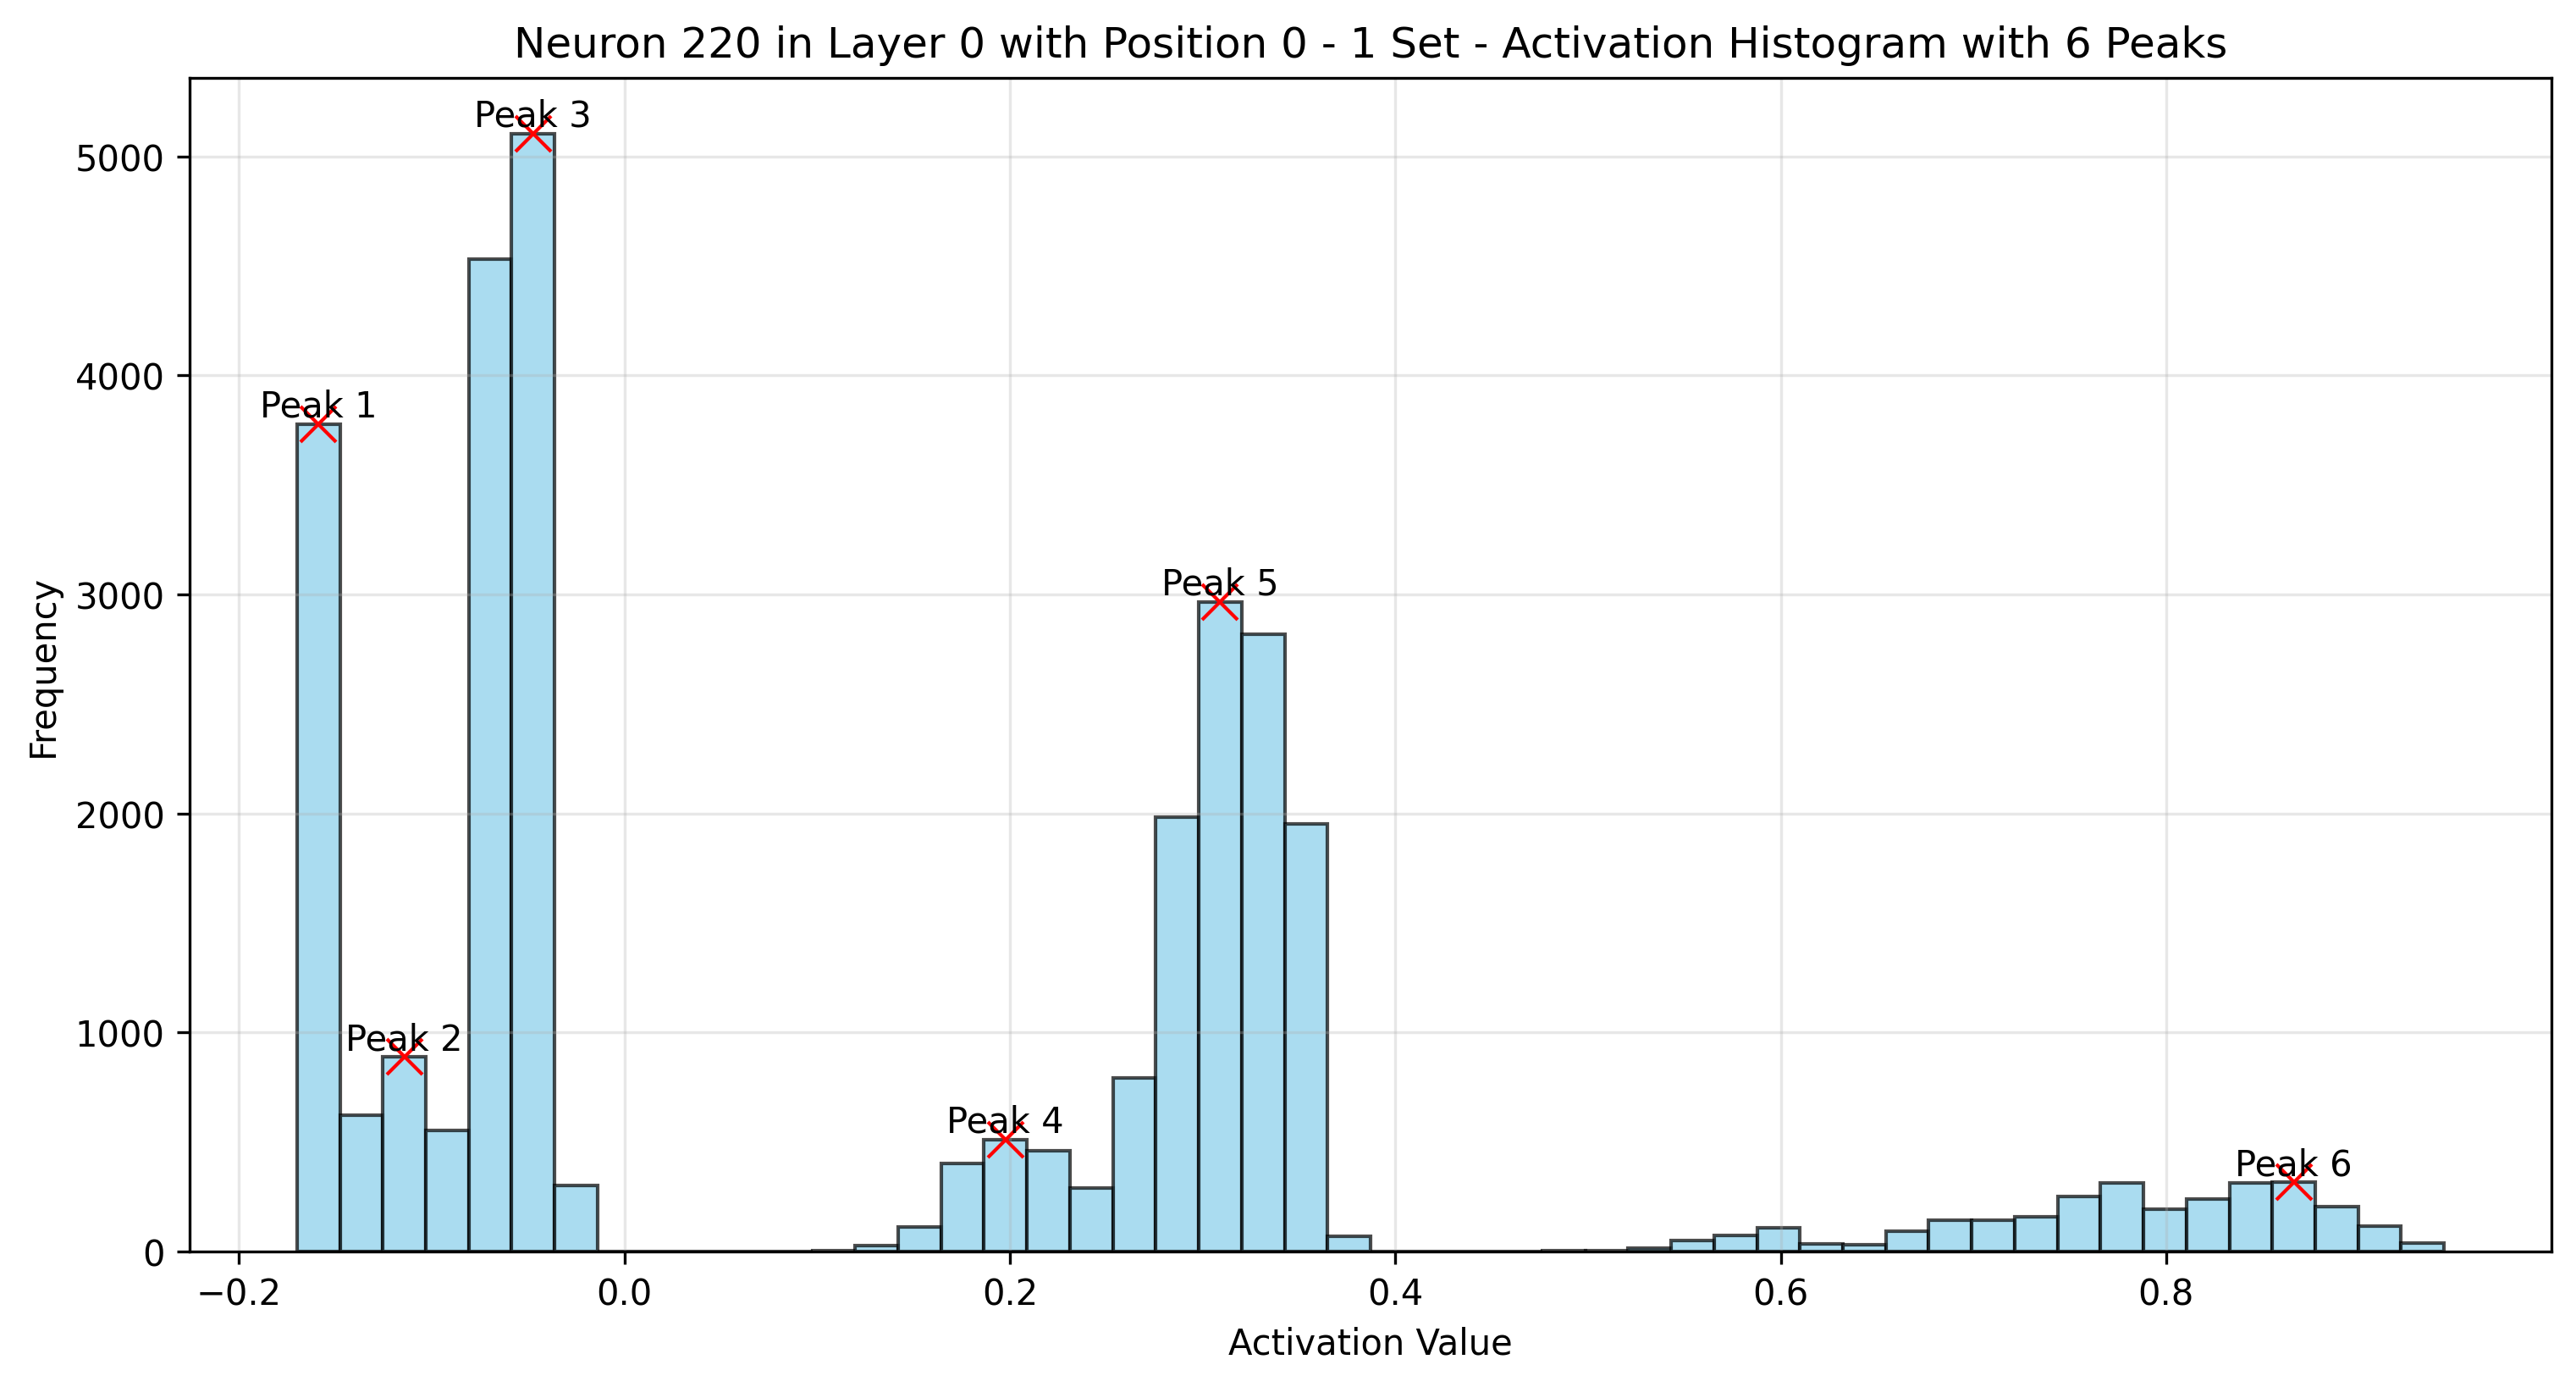 Neuron 220 in Layer 0 with Position 0 - 1 Set - Activation Histogram with 6 Peaks
Peak 3
5000
4000
Peak 1
Peak 5
3000
Frequency
2000
1000
Peak 2
Peak 4
Peak 6
0
−0.2
0.0
0.2
0.4
0.6
0.8
Activation Value